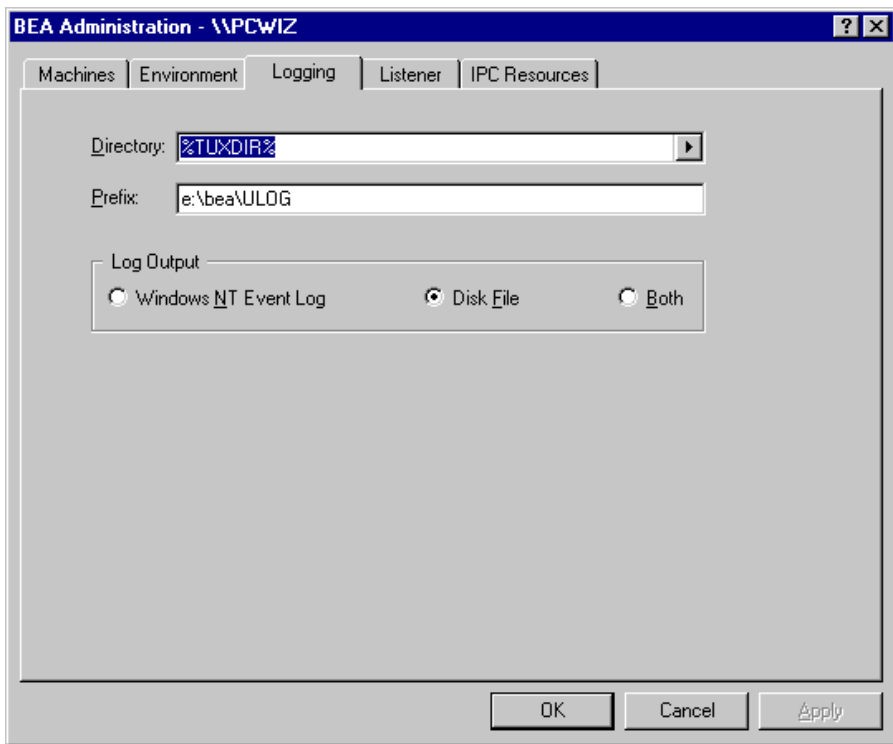 BEA Administration - \\PCWIZ
Machines Environment Logging Listener IPC Resources
Directory: %TUXDIR%
Prefix: e:\bea\ULOG
Log Output
Windows NT Event Log Disk File Both
OK Cancel Apply